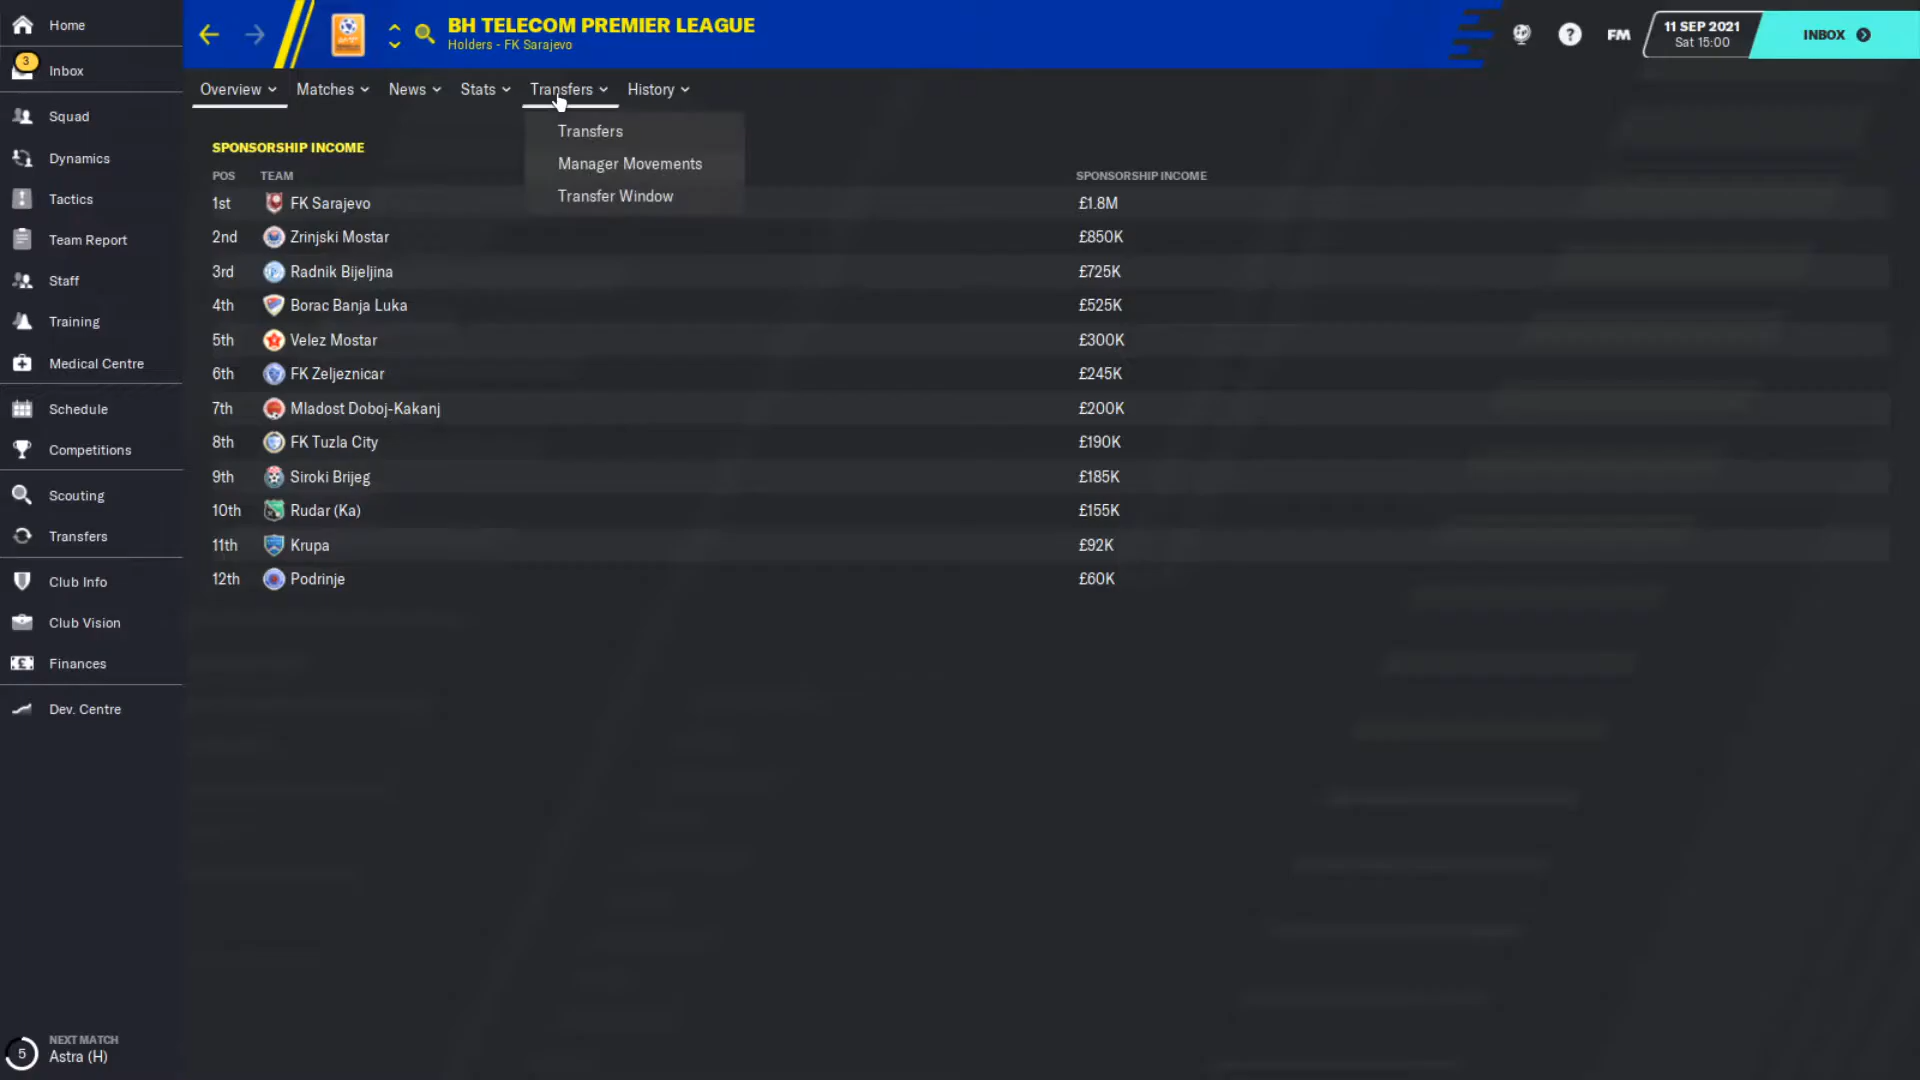 Home
3
Inbox
Squad
Dynamics
Tactics
Team Report
Staff
Training
Medical Centre
Schedule
Competitions
Scouting
Transfers
Club Info
Club Vision
Finances
Dev. Centre
5
NEXT MATCH
Astra (H)
BH TELECOM PREMIER LEAGUE
Holders - FK Sarajevo
?
FM
11 SEP 2021
Sat 15:00
INBOX
Overview Matches News Stats Transfers History
Transfers
Manager Movements
Transfer Window
SPONSORSHIP INCOME
POS TEAM SPONSORSHIP INCOME
1st FK Sarajevo £1.8M
2nd Zrinjski Mostar £850K
3rd Radnik Bijeljina £725K
4th Borac Banja Luka £525K
5th Velez Mostar £300K
6th FK Zeljeznicar £245K
7th Mladost Doboj-Kakanj £200K
8th FK Tuzla City £190K
9th Siroki Brijeg £185K
10th Rudar (Ka) £155K
11th Krupa £92K
12th Podrinje £60K